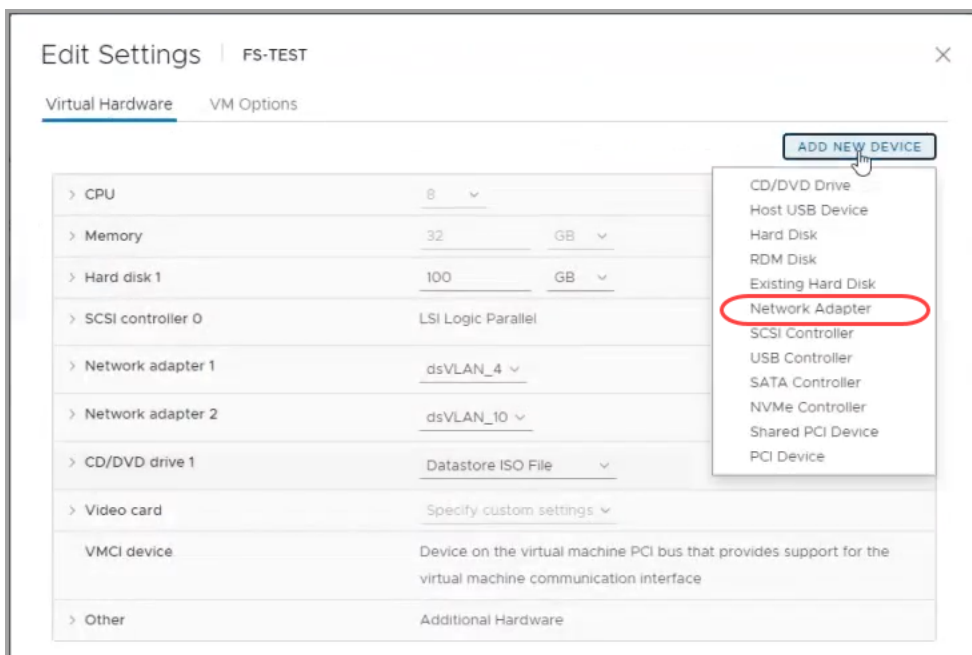 Edit Settings FS-TEST
Virtual Hardware VM Options
ADD NEW DEVICE
CD/DVD Drive
Host USB Device
Hard Disk
RDM Disk
Existing Hard Disk
Network Adapter
SCSI Controller
USB Controller
SATA Controller
NVMe Controller
Shared PCI Device
PCI Device
CPU 8
Memory 32 GB
Hard disk 1 100 GB
SCSI controller 0 LSI Logic Parallel
Network adapter 1 dsVLAN_4
Network adapter 2 dsVLAN_10
CD/DVD drive 1 Datastore ISO File
Video card Specify custom settings
VMCI device Device on the virtual machine PCI bus that provides support for the
virtual machine communication interface
Other Additional Hardware